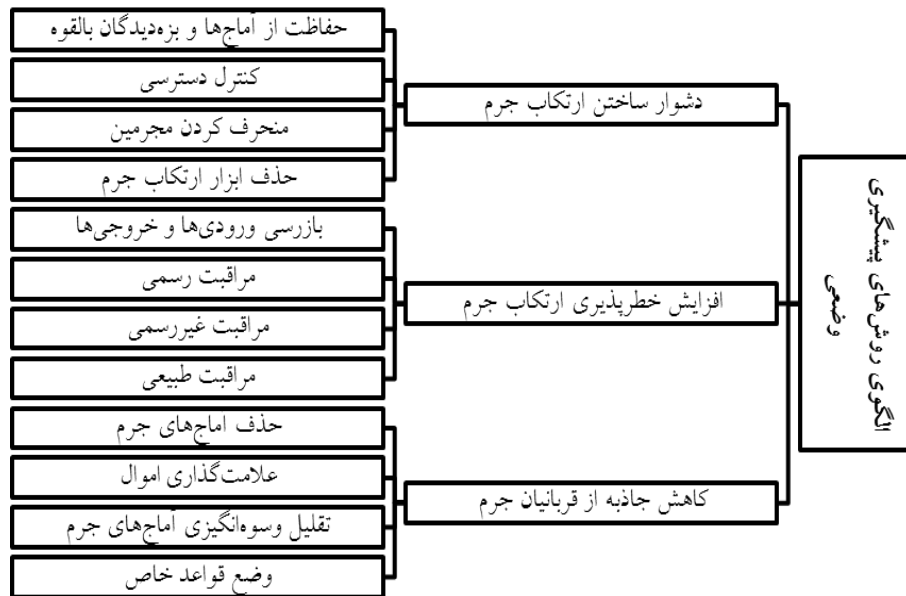 الگوی روش‌های پیشگیری
وضعی
دشوار ساختن ارتکاب جرم
حفاظت از آماج‌ها و بزه‌دیدگان بالقوه
کنترل دسترسی
منحرف کردن مجرمین
حذف ابزار ارتکاب جرم
افزایش خطرپذیری ارتکاب جرم
بازرسی ورودی‌ها و خروجی‌ها
مراقبت رسمی
مراقبت غیررسمی
مراقبت طبیعی
کاهش جاذبه از قربانیان جرم
حذف اماج‌های جرم
علامت‌گذاری اموال
تقلیل وسوه‌انگیزی آماج‌های جرم
وضع قواعد خاص